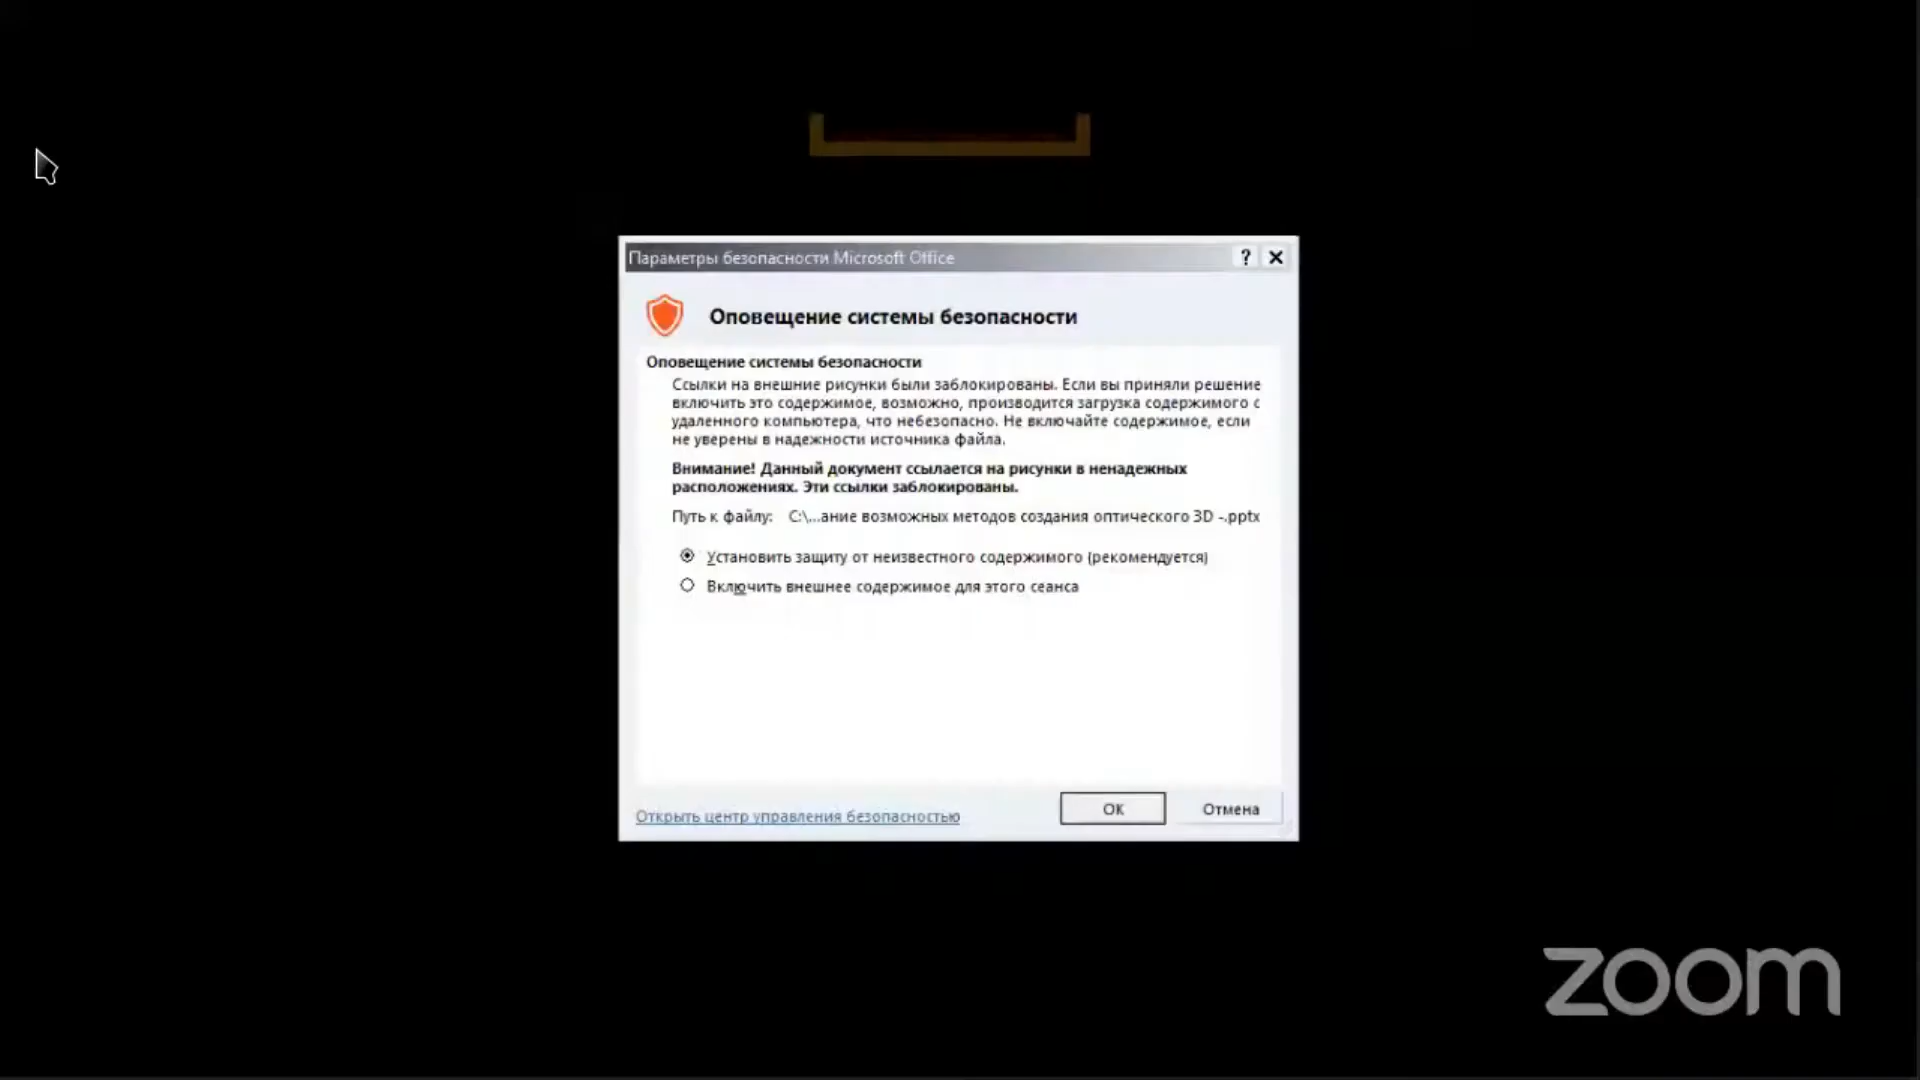 Параметры безопасности Microsoft Office
Оповещение системы безопасности
Оповещение системы безопасности
Ссылки на внешние рисунки были заблокированы. Если вы приняли решение
включить это содержимое, возможно, производится загрузка содержимого с
удаленного компьютера, что небезопасно. Не включайте содержимое, если
не уверены в надежности источника файла.
Внимание! Данный документ ссылается на рисунки в ненадежных
расположениях. Эти ссылки заблокированы.
Путь к файлу: C:\...ание возможных методов создания оптического 3D -.pptx
Установить защиту от неизвестного содержимого (рекомендуется)
Включить внешнее содержимое для этого сеанса
Открыть центр управления безопасностью
ОК
Отмена
zoom